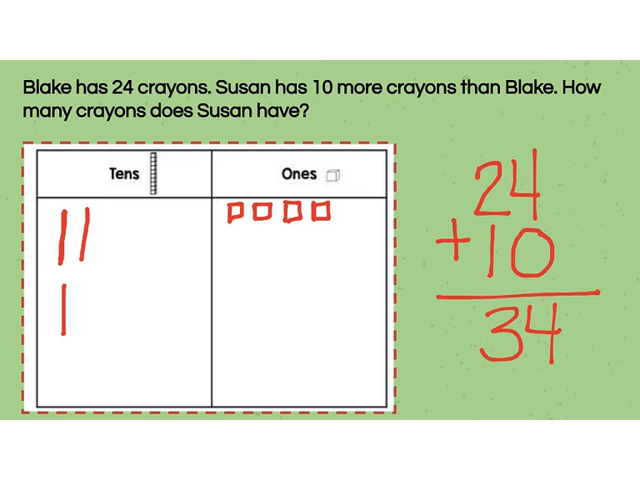 Blake has 24 crayons. Susan has 10 more crayons than Blake. How
many crayons does Susan have?
Tens
Ones
24
+10
34